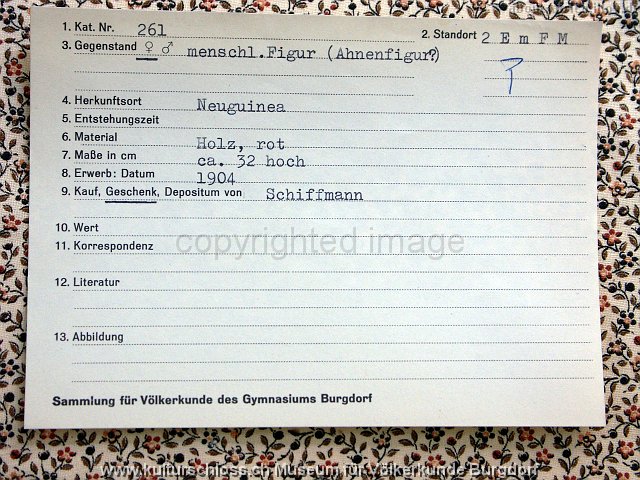 1. Kat. Nr. 261 2. Standort 2 E m F M
3. Gegenstand ♀ ♂ menschl.Figur (Ahnenfigur?)
4. Herkunftsort Neuguinea
5. Entstehungszeit
6. Material Holz, rot
7. Maße in cm ca. 32 hoch
8. Erwerb: Datum 1904
9. Kauf, Geschenk, Depositum von Schiffmann
10. Wert
11. Korrespondenz
copyrighted image
12. Literatur
13. Abbildung
Sammlung für Völkerkunde des Gymnasiums Burgdorf
www.kulturschloss.ch Museum für Völkerkunde Burgdorf